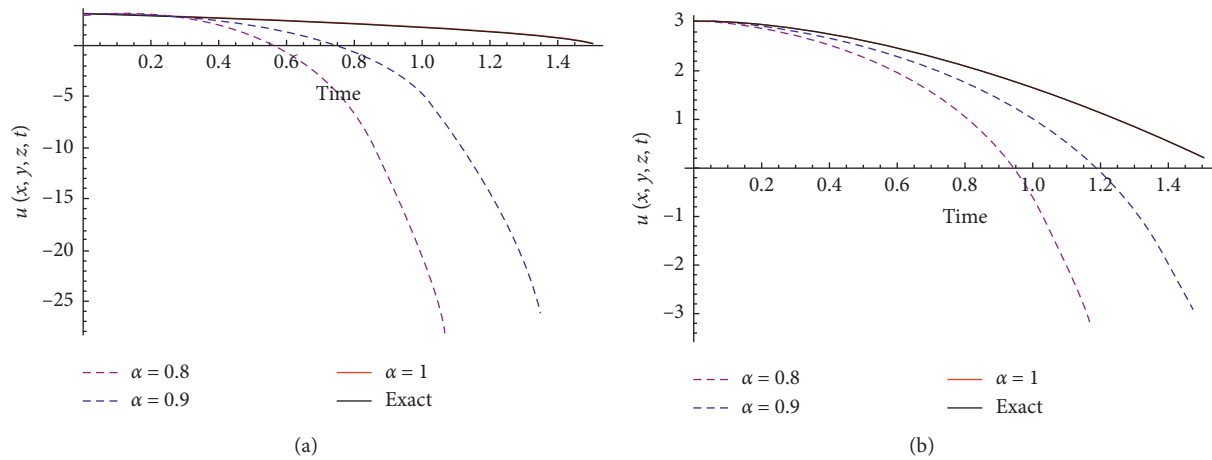 u (x, y, z, t)
−5
−10
−15
−20
−25
0.2 0.4 0.6 0.8 1.0 1.2 1.4
Time
α = 0.8
α = 0.9
α = 1
Exact
(a)
u (x, y, z, t)
3
2
1
−1
−2
−3
0.2 0.4 0.6 0.8 1.0 1.2 1.4
Time
α = 0.8
α = 0.9
α = 1
Exact
(b)